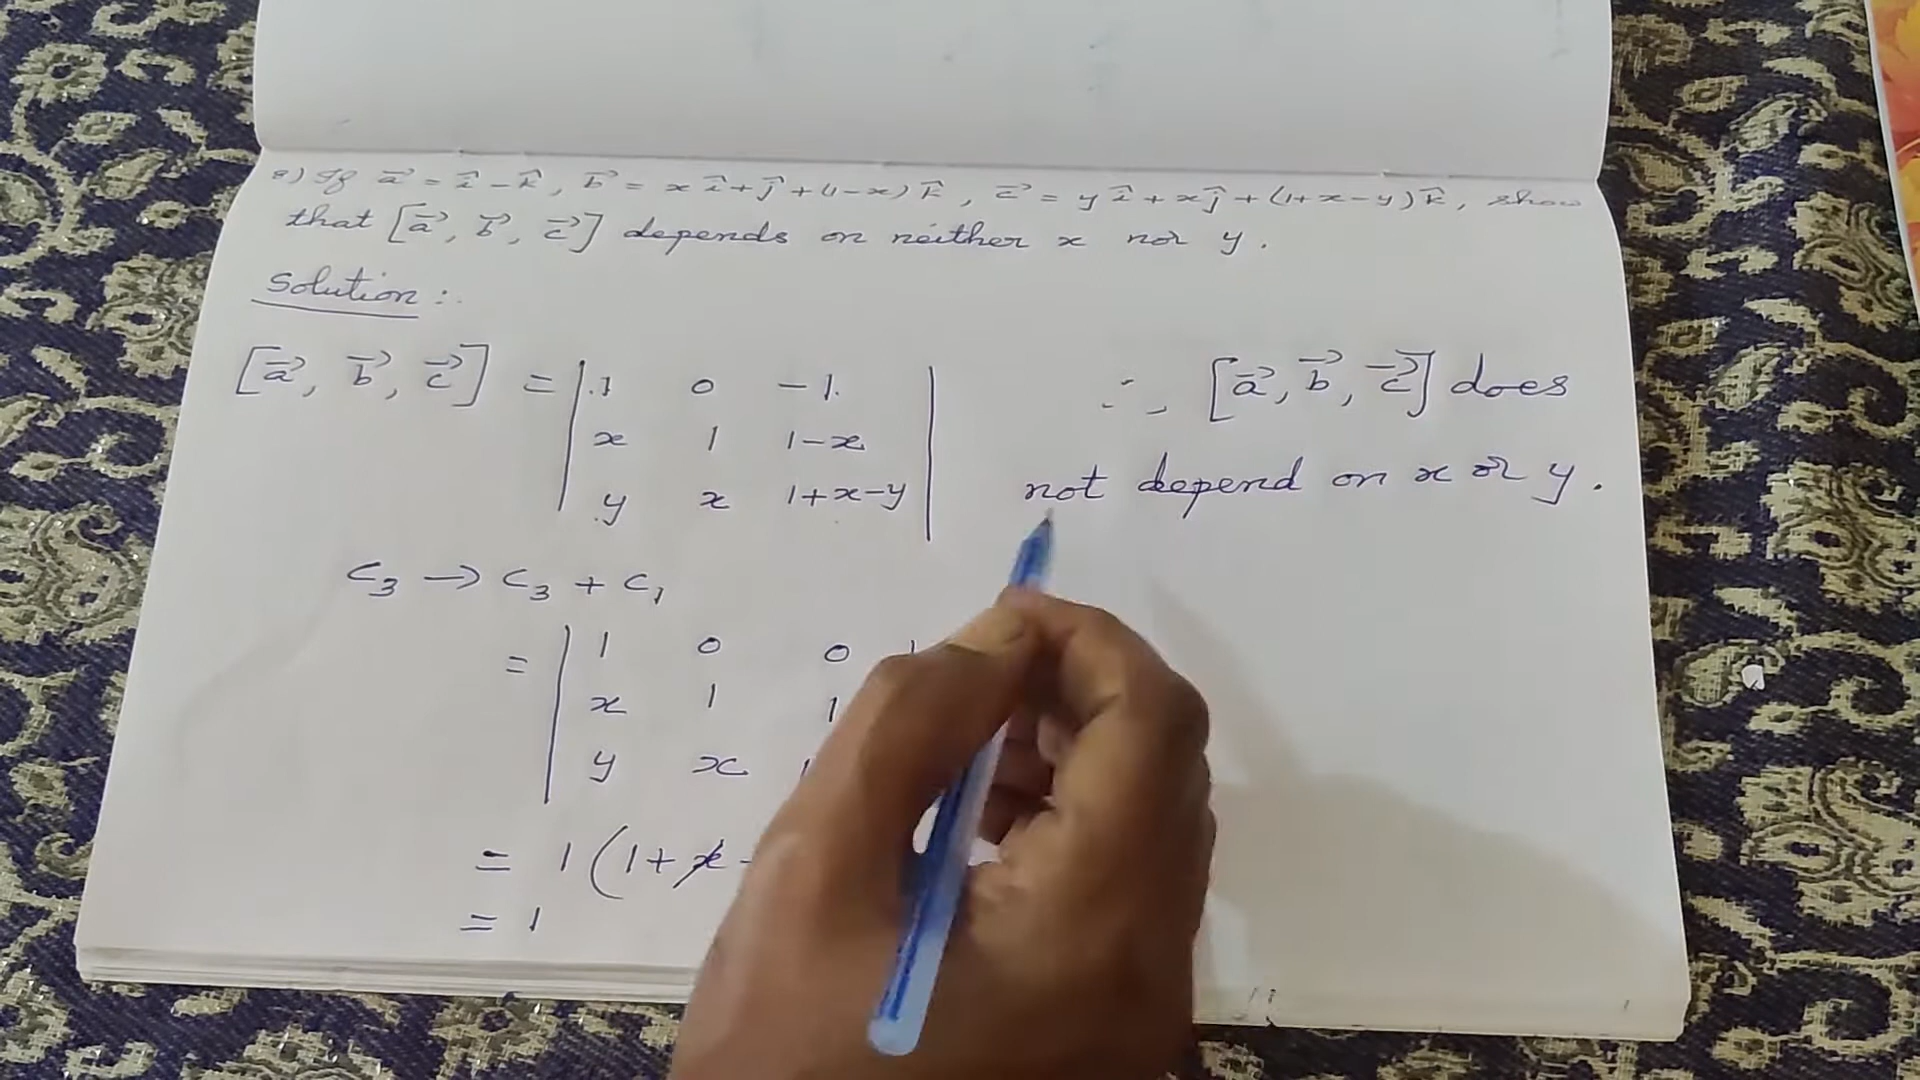 8) If a⃗ = î - k̂, b⃗ = x î + ĵ + (1-x) k̂, c⃗ = y î + x ĵ + (1+x-y) k̂, show
that [a⃗, b⃗, c⃗] depends on neither x nor y.
Solution:
[a⃗, b⃗, c⃗] = | 1 0 -1 |
x 1 1-x
y x 1+x-y
C₃ → C₃ + C₁
= | 1 0 0
x 1 1
y x 1
= 1 (1 + x -
= 1
∴ [a⃗, b⃗, c⃗] does
not depend on x or y.